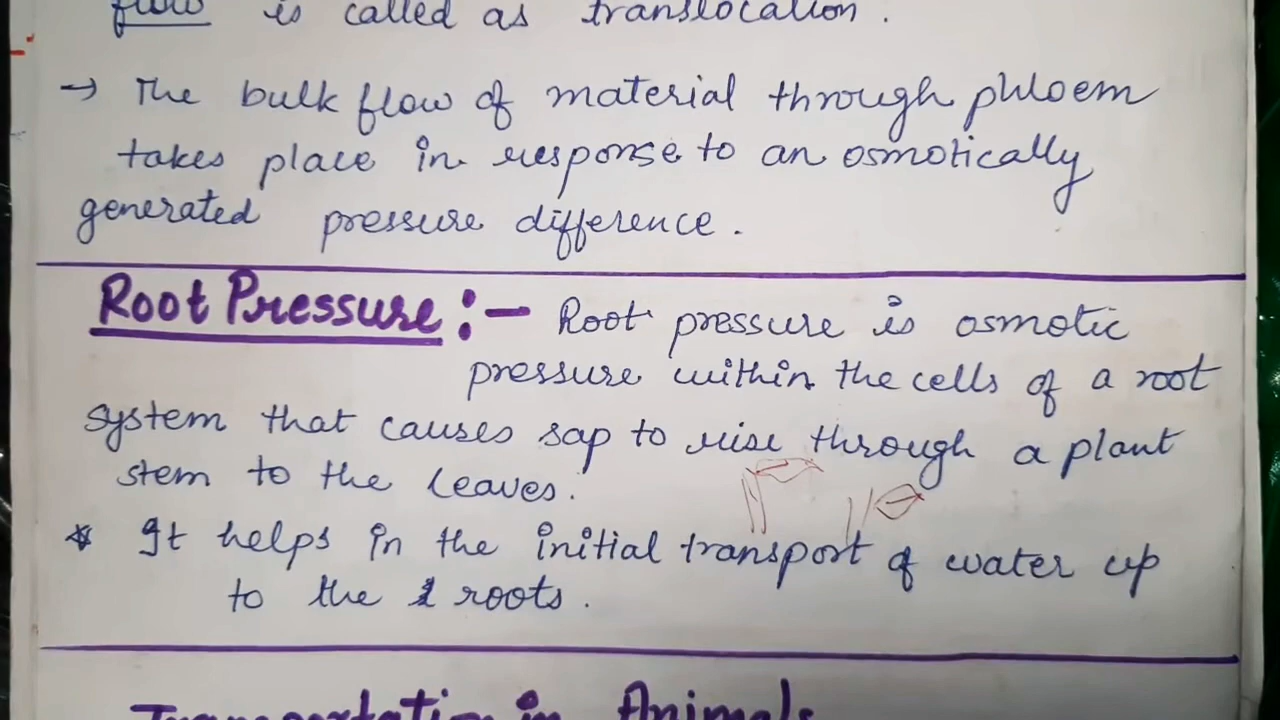 flow is called as translocation.
→ The bulk flow of material through phloem
takes place in response to an osmotically
generated pressure difference.
Root Pressure :- Root pressure is osmotic
pressure within the cells of a root
system that causes sap to rise through a plant
stem to the leaves.
* It helps in the initial transport of water up
to the roots.
Transportation in Animals